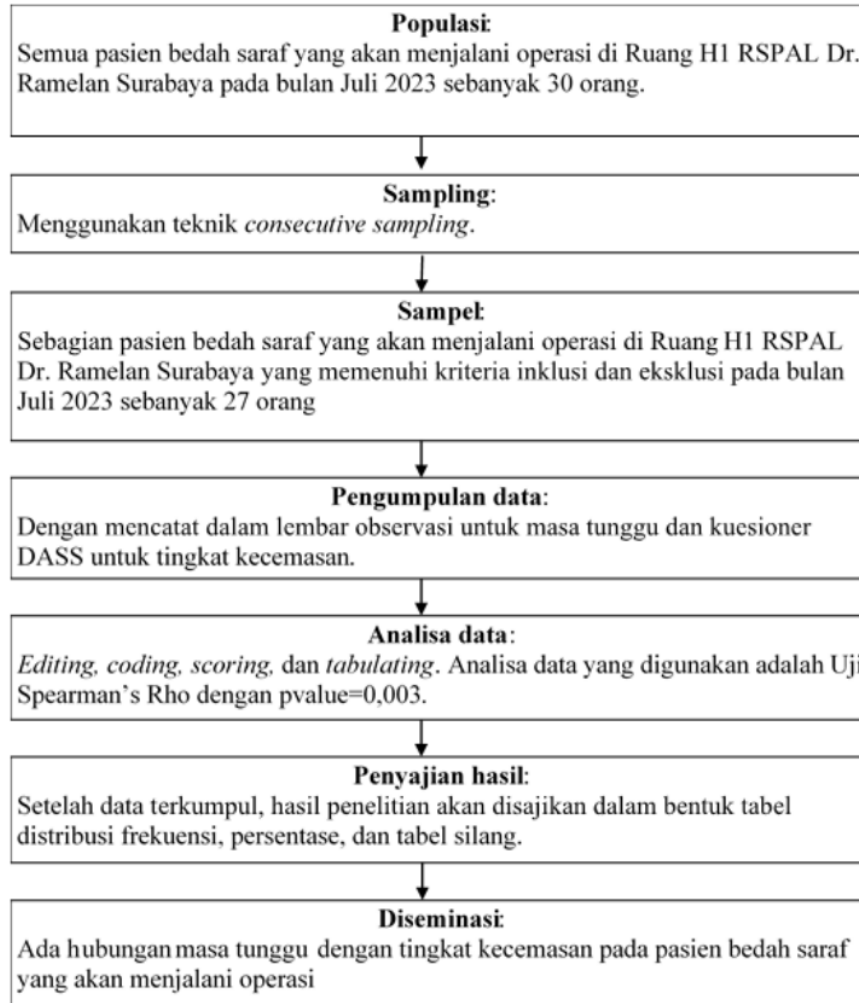 Populasi:
Semua pasien bedah saraf yang akan menjalani operasi di Ruang H1 RSPAL Dr.
Ramelan Surabaya pada bulan Juli 2023 sebanyak 30 orang.
Sampling:
Menggunakan teknik consecutive sampling.
Sampel:
Sebagian pasien bedah saraf yang akan menjalani operasi di Ruang H1 RSPAL
Dr. Ramelan Surabaya yang memenuhi kriteria inklusi dan eksklusi pada bulan
Juli 2023 sebanyak 27 orang
Pengumpulan data:
Dengan mencatat dalam lembar observasi untuk masa tunggu dan kuesioner
DASS untuk tingkat kecemasan.
Analisa data:
Editing, coding, scoring, dan tabulating. Analisa data yang digunakan adalah Uji
Spearman's Rho dengan pvalue=0,003.
Penyajian hasil:
Setelah data terkumpul, hasil penelitian akan disajikan dalam bentuk tabel
distribusi frekuensi, persentase, dan tabel silang.
Diseminasi:
Ada hubungan masa tunggu dengan tingkat kecemasan pada pasien bedah saraf
yang akan menjalani operasi